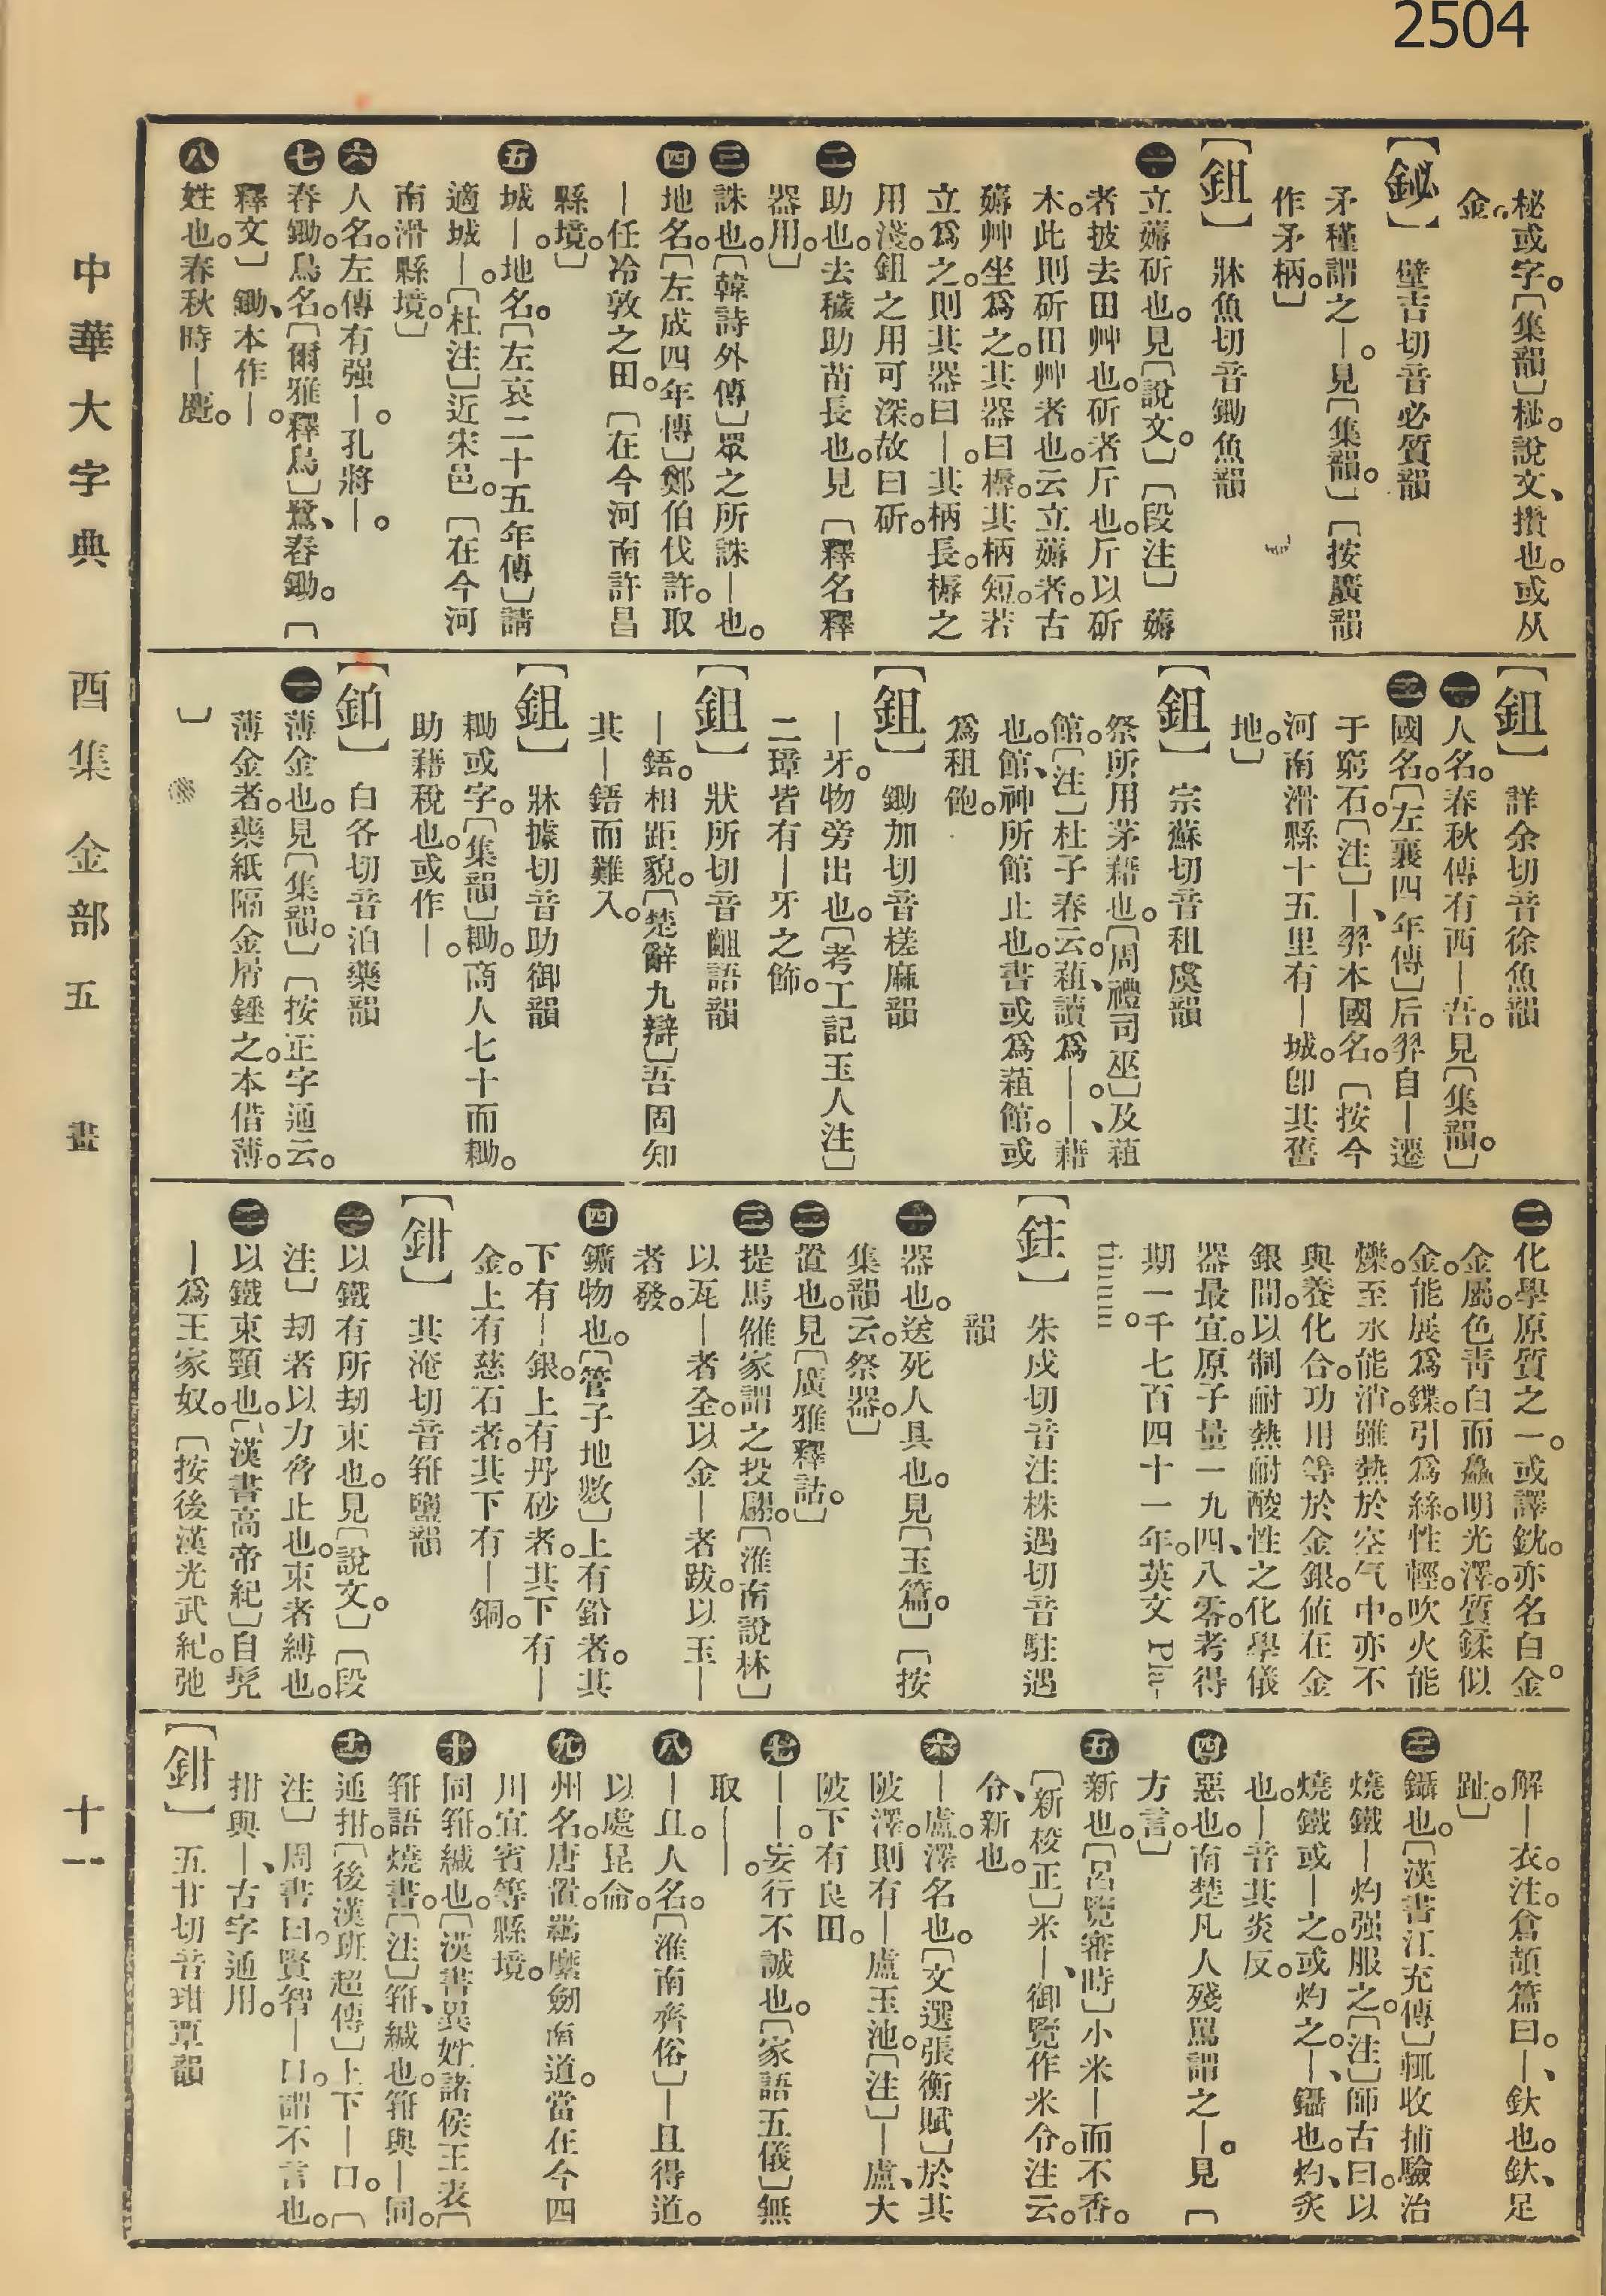 2504
秘或字。〔集韻〕柲。說文、攢也。或从
金。
〔鉍〕 壁吉切音必質韻
矛矜謂之—。見〔集韻。〕〔按廣韻
作矛柄。〕
〔鉏〕 牀魚切音鋤魚韻
㊀立薅斫也。見〔說文。〕〔段注〕薅
者披去田艸也。斫者斤也。斤以斫
木。此則斫田艸者也。云立薅者。古
薅艸坐爲之。其器曰槈。其柄短。若
立爲之。則其器曰—。其柄長。槈之
用淺。鉏之用可深。故曰斫。
㊁助也。去穢助苗長也。見〔釋名釋
器用。〕
㊂誅也。〔韓詩外傳〕眾之所誅—也。
㊃地名。〔左成四年傳〕鄭伯伐許。取
—任冷敦之田。〔在今河南許昌
縣境。〕
㊄城—。地名。〔左哀二十五年傳〕請
適城—。〔杜注〕近宋邑。〔在今河
南滑縣境。〕
㊅人名。左傳有强—。孔將—。
㊆舂鋤。鳥名。〔爾雅釋鳥〕鷺、舂鋤。〔
釋文〕鋤、本作—。
㊇姓也。春秋時—麑。
〔鉏〕 詳余切音徐魚韻
㊀人名。春秋傳有西—吾。見〔集韻。〕
㊁國名。〔左襄四年傳〕后羿自—遷
于窮石。〔注〕—、羿本國名。〔按今
河南滑縣十五里有—城。卽其舊
地。〕
〔鉏〕 宗蘇切音租虞韻
祭所用茅藉也。〔周禮司巫〕及蒩
館。〔注〕杜子春云。蒩、讀爲—。—、藉
也。館、神所館止也。書或爲蒩館。或
爲租飽。
〔鉏〕 鋤加切音槎麻韻
—牙。物旁出也。〔考工記玉人注〕
二璋皆有—牙之飾。
〔鉏〕 狀所切音齟語韻
—鋙。相距貌。〔楚辭九辯〕吾固知
其—鋙而難入。
〔鉏〕 牀據切音助御韻
耡或字。〔集韻〕耡。商人七十而耡。
助藉稅也。或作—。
〔鉑〕 白各切音泊藥韻
㊀薄金也。見〔集韻。〕〔按正字通云。
薄金者。藥紙隔金屑錘之。本借薄。
〕
㊁化學原質之一。或譯鋭。亦名白金。
金屬。色靑白而驫明光澤。質鍒似
金。能展爲鍱。引爲絲。性輕。吹火能
爍。至水能消。雖熱於空气中。亦不
與養化合。功用等於金銀。値在金
銀間。以制耐熱耐酸性之化學儀
器最宜。原子量一九四、八零。考得
期一千七百四十一年。英文 Pla-
tinum。
〔鉒〕 朱戍切音注株遇切音駐遇
韻
㊀器也。送死人具也。見〔玉篇。〕〔按
集韻云。祭器。〕
㊁置也。見〔廣雅釋詁。〕
㊂提馬雒家謂之投翩。〔淮南說林〕
以瓦—者全。以金—者跋。以玉—
者發。
㊃鑛物也。〔管子地數〕上有鉛者。其
下有—銀。上有丹砂者。其下有—
金。上有慈石者。其下有—銅。
〔鉗〕 其淹切音箝鹽韻
㊀以鐵有所劫束也。見〔說文。〕〔段
注〕劫者以力脅止也。束者縛也。
㊁以鐵束頸也。〔漢書高帝紀〕自髡
—爲王家奴。〔按後漢光武紀。弛
解—衣。注。倉頡篇曰。—、釱也。釱、足
趾。〕
㊂鑷也。〔漢書江充傳〕輒收捕驗治
燒鐵—灼强服之。〔注〕師古曰。以
燒鐵或—之。或灼之。—、鑷也。灼、炙
也。—音其炎反。
㊃惡也。南楚凡人殘罵謂之—。見〔
方言。〕
㊄新也。〔呂覽審時〕小米—而不香。
〔新校正〕米—、御覽作米令。注云。
令、新也。
㊅—盧。澤名也。〔文選張衡賦〕於其
陂澤。則有—盧玉池。〔注〕—盧、大
陂。下有良田。
㊆——。妄行不誠也。〔家語五儀〕無
取——。
㊇—且。人名。〔淮南齊俗〕—且得道。
以處昆侖。
㊈州名。唐置。羈縻劒南道。當在今四
川宜賓等縣境。
㊉同箝。緘也。〔漢書異姓諸侯王表〕〔
箝語燒書。〔注〕箝、緘也。箝與—同。
⑪通拑。〔後漢班超傳〕上下—口。〔
注〕周書曰。賢智—口。謂不言也。
拑與—、古字通用。
〔鉗〕 五甘切音玵覃韻
中華大字典 酉集 金部 五畫
十一